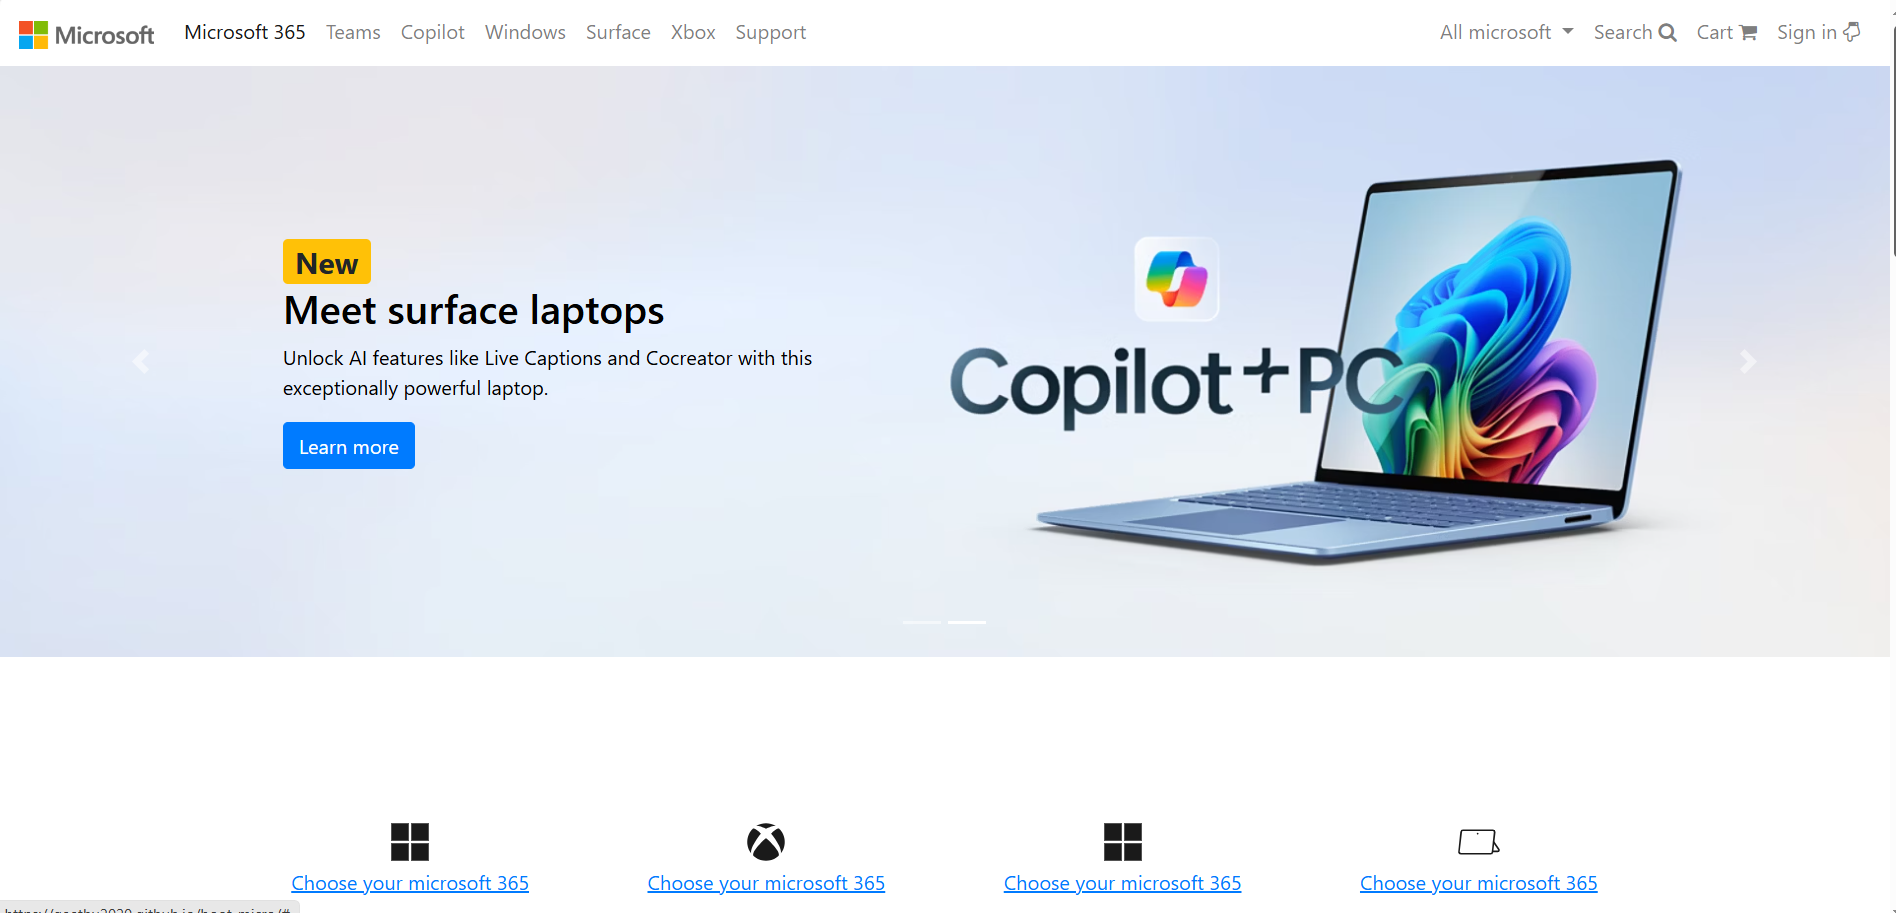 Microsoft
Microsoft 365 Teams Copilot Windows Surface Xbox Support
All microsoft Search Cart Sign in
New
Meet surface laptops
Unlock AI features like Live Captions and Cocreator with this
exceptionally powerful laptop.
Learn more
Copilot+PC
Choose your microsoft 365
Choose your microsoft 365
Choose your microsoft 365
Choose your microsoft 365